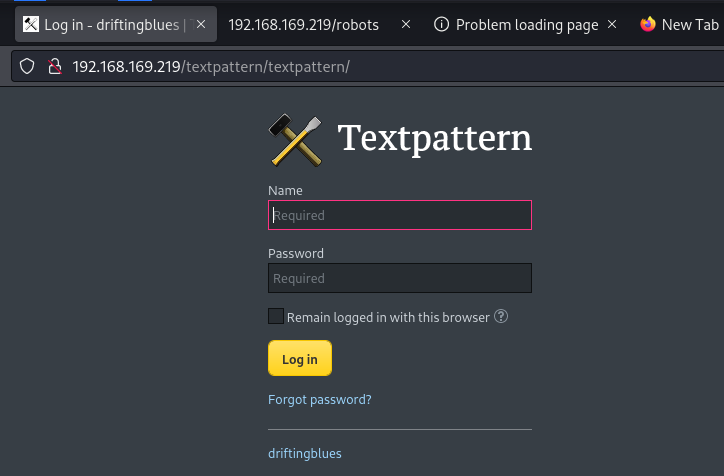 Log in - driftingblues | T
192.168.169.219/robots
Problem loading page
New Tab
192.168.169.219/textpattern/textpattern/
Textpattern
Name
Required
Password
Required
Remain logged in with this browser ?
Log in
Forgot password?
driftingblues